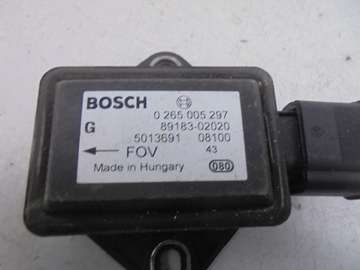 BOSCH
0 265 005 297
G 89183-02020
5013691 08100
FOV 43
Made in Hungary 080